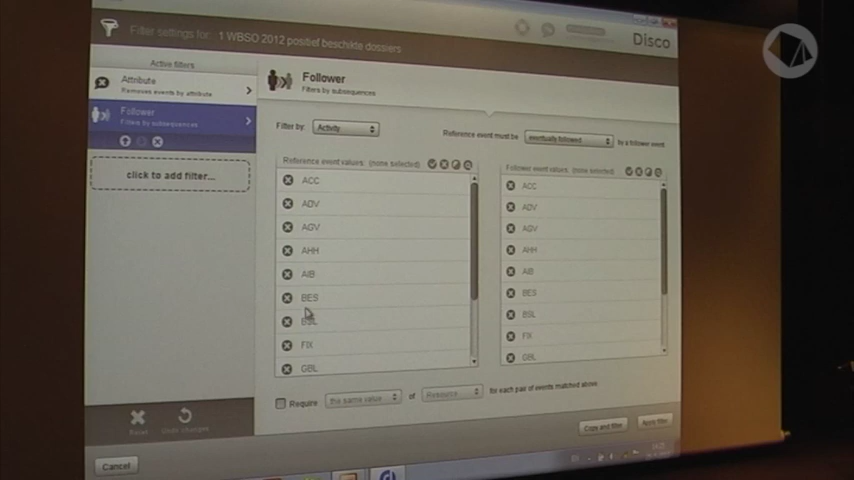 Filter settings for: 1 WBSO 2012 positief beschikte dossiers
Disco
Active filters
Attribute
Removes events by attribute
Follower
Filters by subsequences
click to add filter...
Follower
Filters by subsequences
Filter by: Activity
Reference event must be eventually followed by a follower event
Reference event values: (none selected)
ACC
ADV
AGV
AHH
AIB
BES
BSL
FIX
GBL
Follower event values: (none selected)
ACC
ADV
AGV
AHH
AIB
BES
BSL
FIX
GBL
Require the same value of Resource for each pair of events matched above
Reset
Undo changes
Cancel
Copy and filter
Apply filter
EN